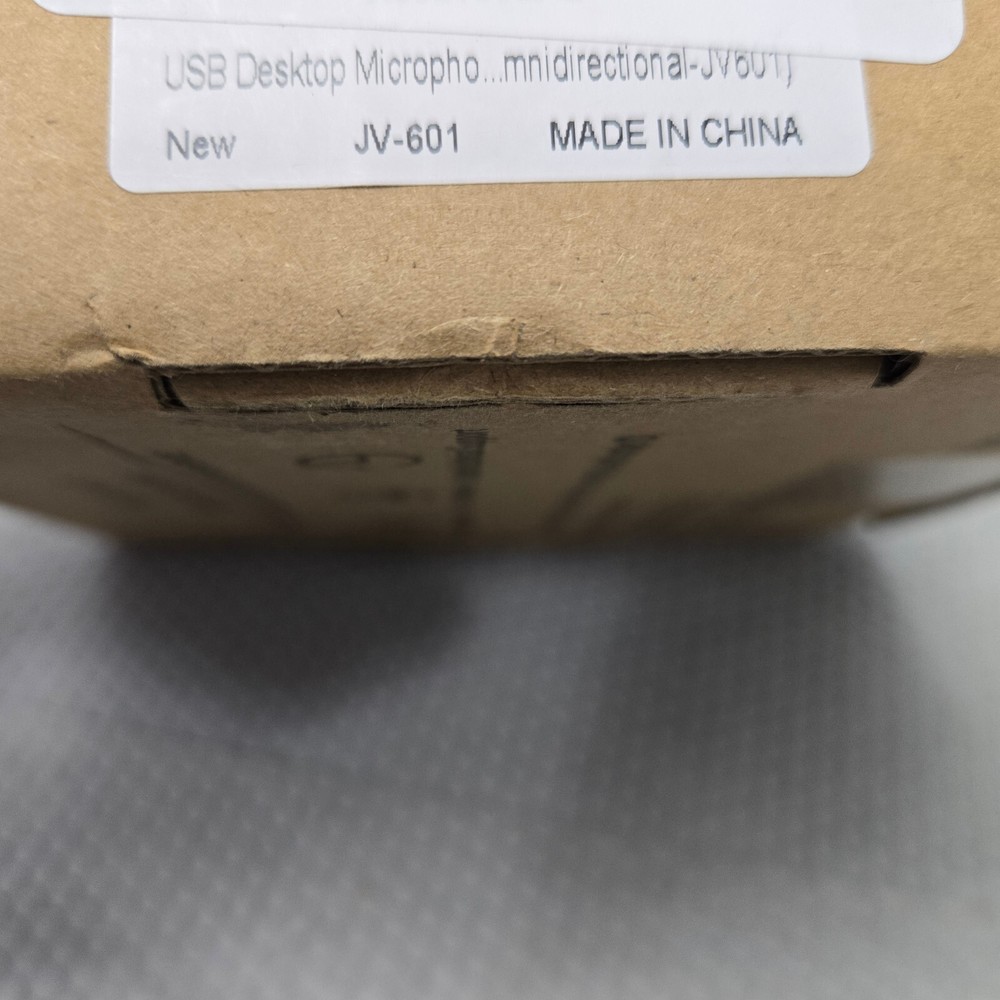 USB Desktop Micropho...mnidirectional-JV601)
New JV-601 MADE IN CHINA